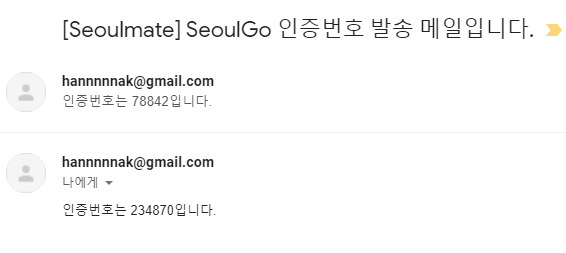 [Seoulmate] SeoulGo 인증번호 발송 메일입니다.
hannnnnak@gmail.com
인증번호는 78842입니다.
hannnnnak@gmail.com
나에게
인증번호는 234870입니다.